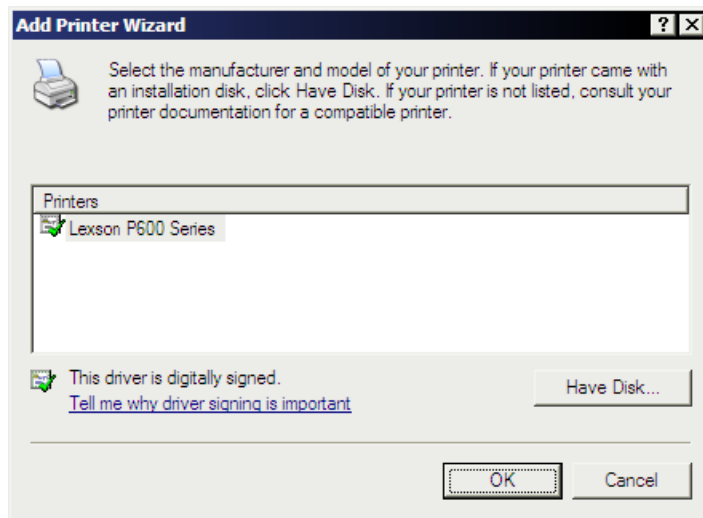 Add Printer Wizard
Select the manufacturer and model of your printer. If your printer came with
an installation disk, click Have Disk. If your printer is not listed, consult your
printer documentation for a compatible printer.
Printers
Lexson P600 Series
This driver is digitally signed.
Tell me why driver signing is important
Have Disk...
OK
Cancel